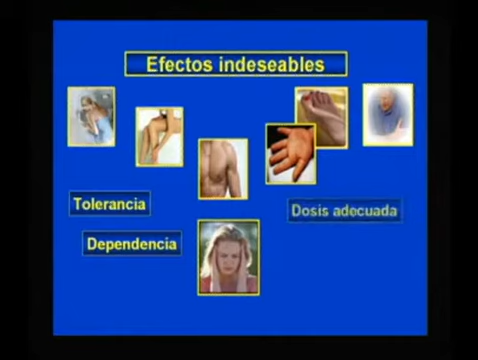 Efectos indeseables
Tolerancia
Dosis adecuada
Dependencia